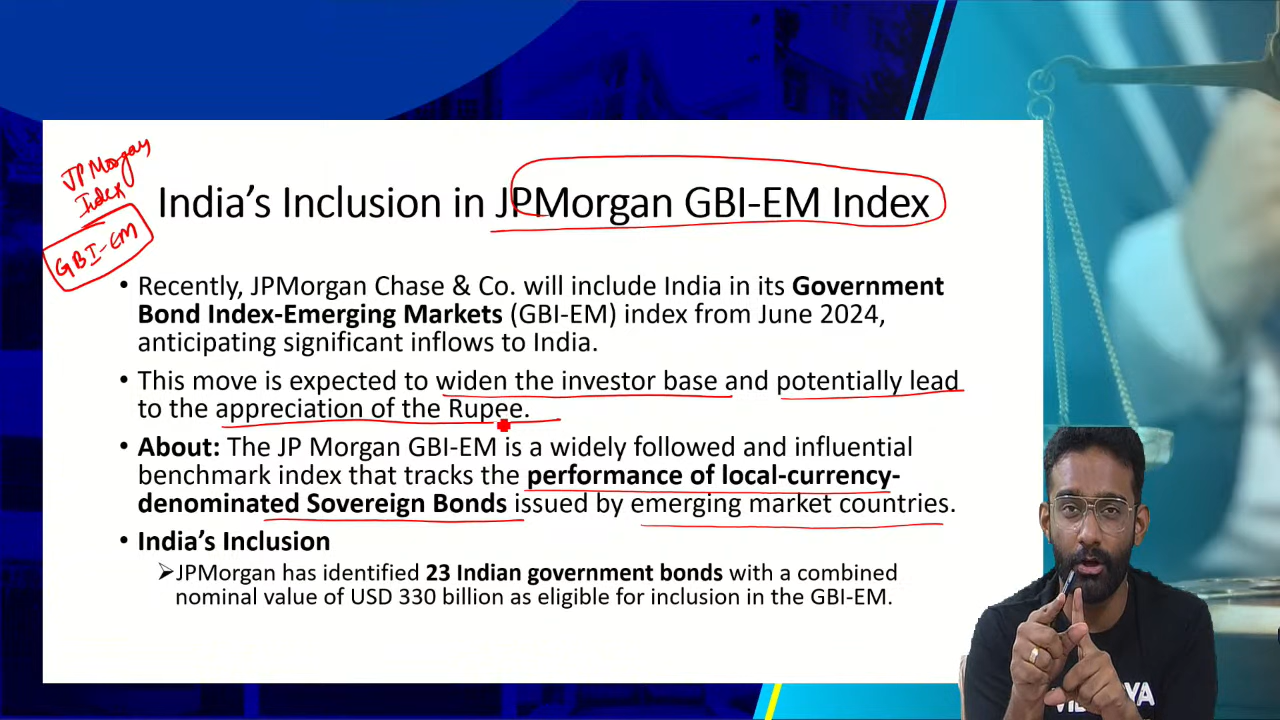 JP Morgan
Index
GBI-EM
India's Inclusion in JPMorgan GBI-EM Index
• Recently, JPMorgan Chase & Co. will include India in its Government
Bond Index-Emerging Markets (GBI-EM) index from June 2024,
anticipating significant inflows to India.
• This move is expected to widen the investor base and potentially lead
to the appreciation of the Rupee.
• About: The JP Morgan GBI-EM is a widely followed and influential
benchmark index that tracks the performance of local-currency-
denominated Sovereign Bonds issued by emerging market countries.
• India's Inclusion
➢JPMorgan has identified 23 Indian government bonds with a combined
nominal value of USD 330 billion as eligible for inclusion in the GBI-EM.